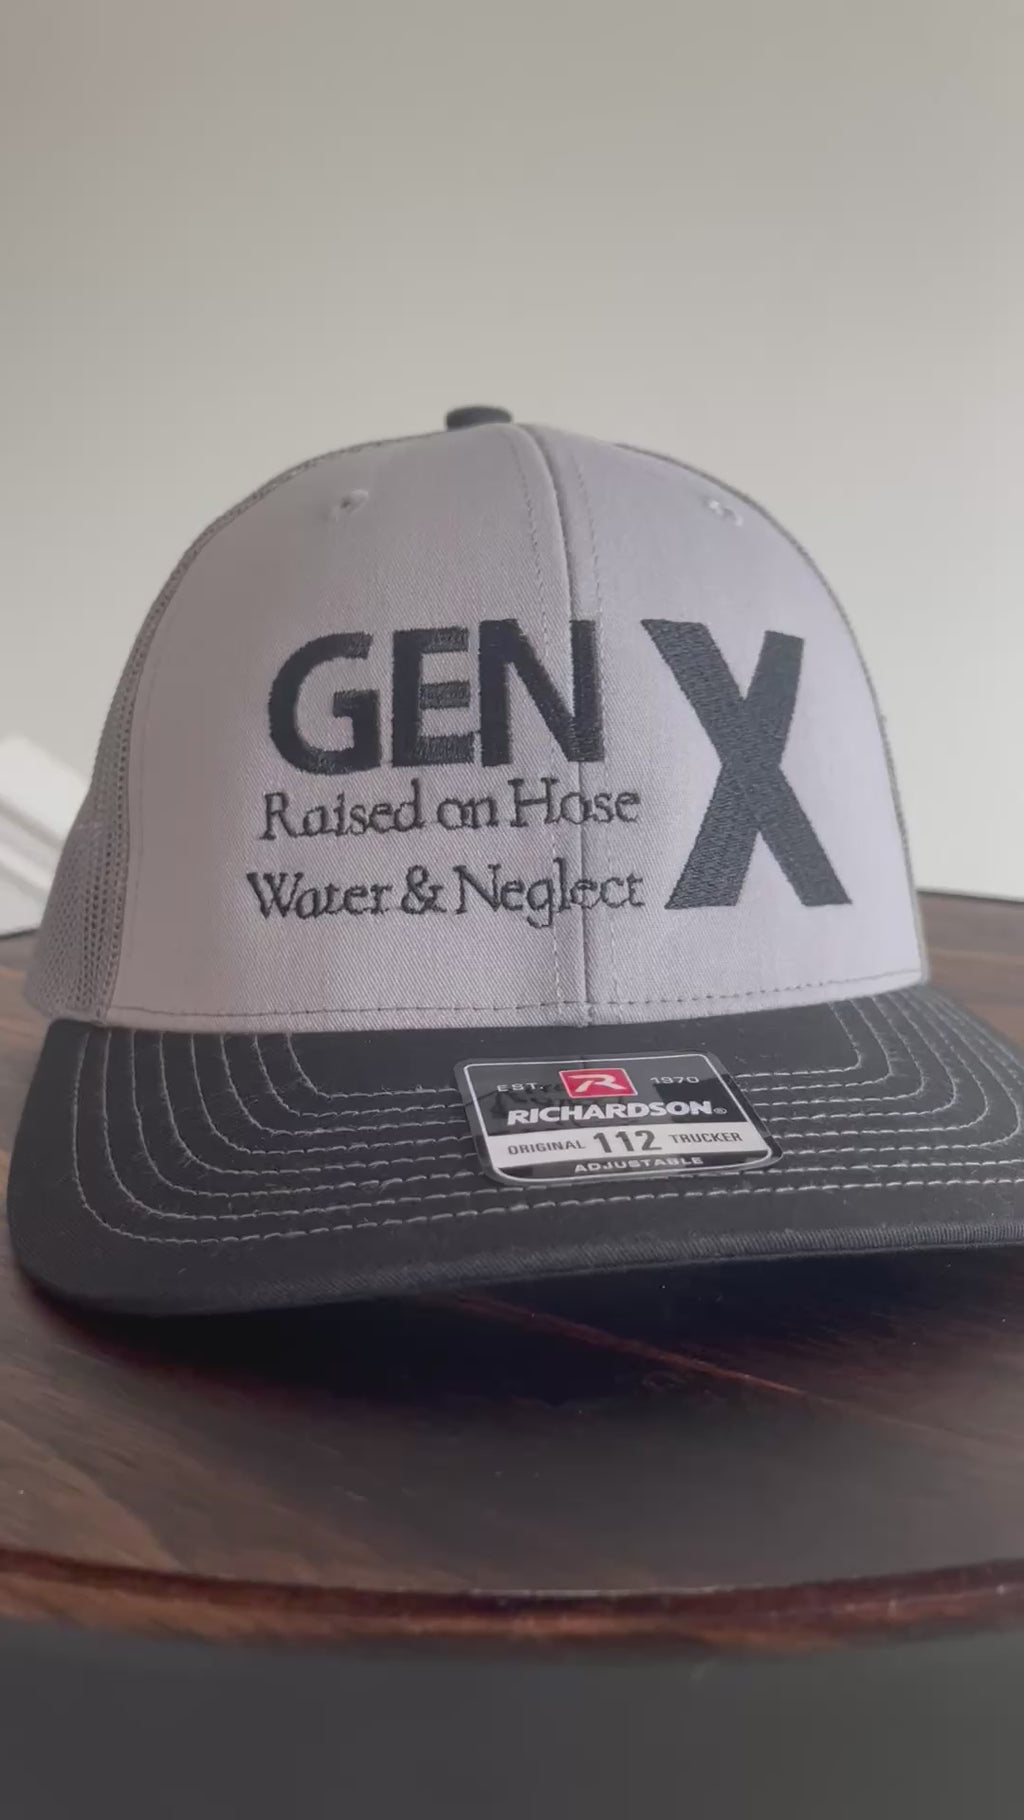 GEN X
Raised on Hose
Water & Neglect
EST. R 1970
RICHARDSON®
ORIGINAL 112 TRUCKER
ADJUSTABLE